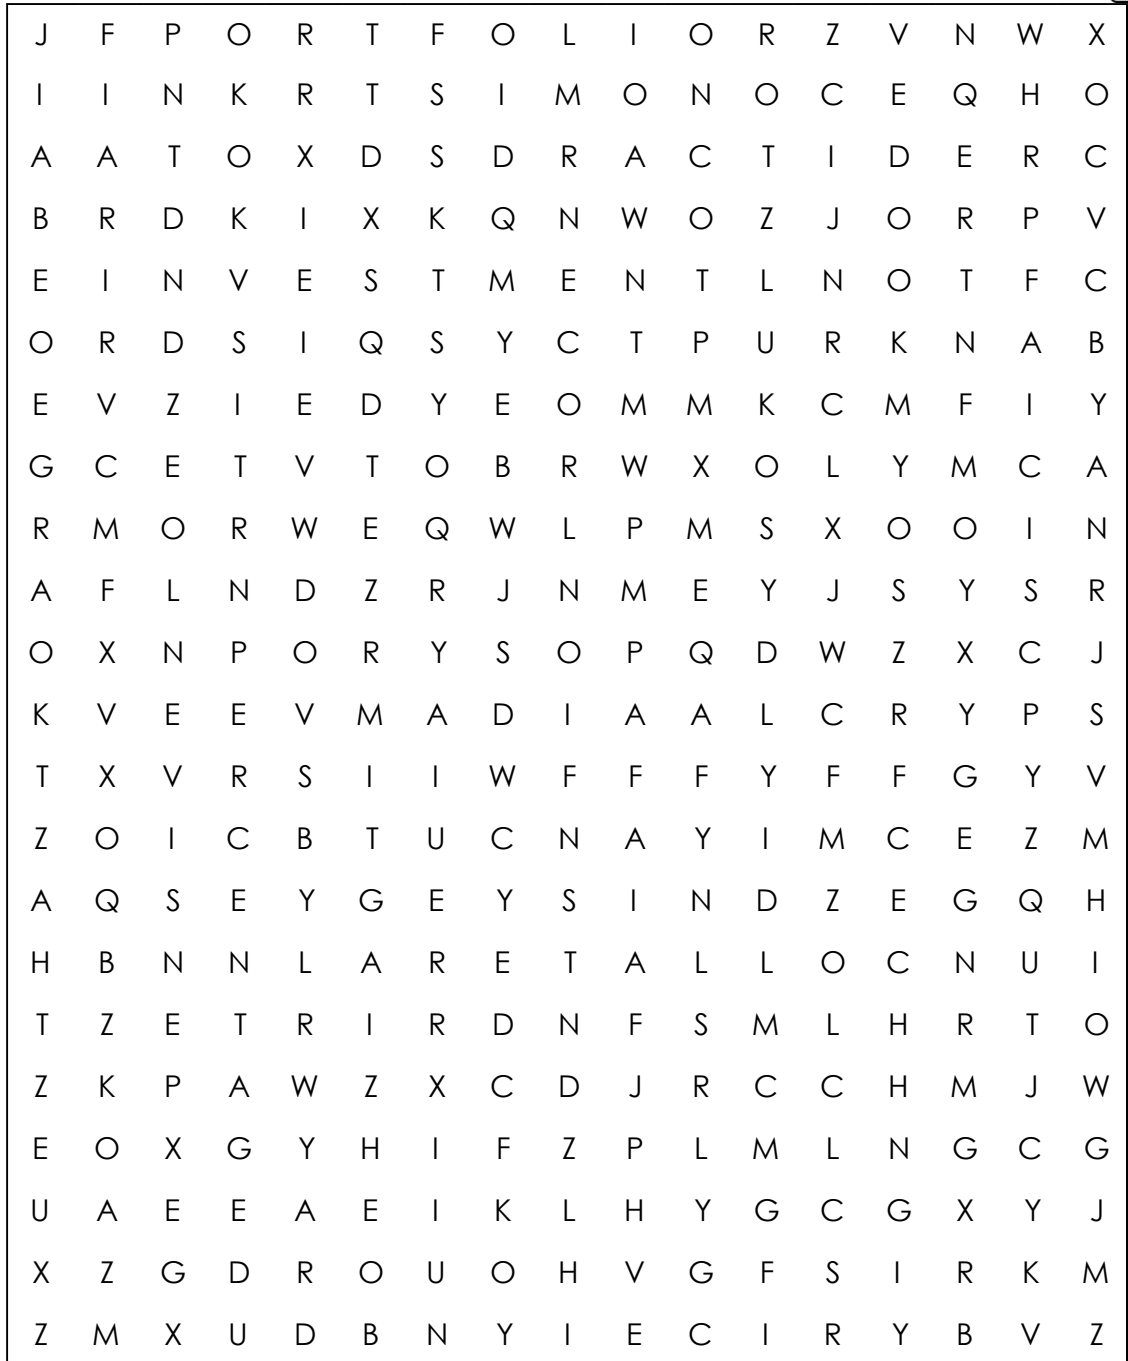 J F P O R T F O L I O R Z V N W X
I I N K R T S I M O N O C E Q H O
A A T O X D S D R A C T I D E R C
B R D K I X K Q N W O Z J O R P V
E I N V E S T M E N T L N O T F C
O R D S I Q S Y C T P U R K N A B
E V Z I E D Y E O M M K C M F I Y
G C E T V T O B R W X O L Y M C A
R M O R W E Q W L P M S X O O I N
A F L N D Z R J N M E Y J S Y S R
O X N P O R Y S O P Q D W Z X C J
K V E E V M A D I A A L C R Y P S
T X V R S I I W F F F Y F F G Y V
Z O I C B T U C N A Y I M C E Z M
A Q S E Y G E Y S I N D Z E G Q H
H B N N L A R E T A L L O C N U I
T Z E T R I R D N F S M L H R T O
Z K P A W Z X C D J R C C H M J W
E O X G Y H I F Z P L M L N G C G
U A E E A E I K L H Y G C G X Y J
X Z G D R O U O H V G F S I R K M
Z M X U D B N Y I E C I R Y B V Z